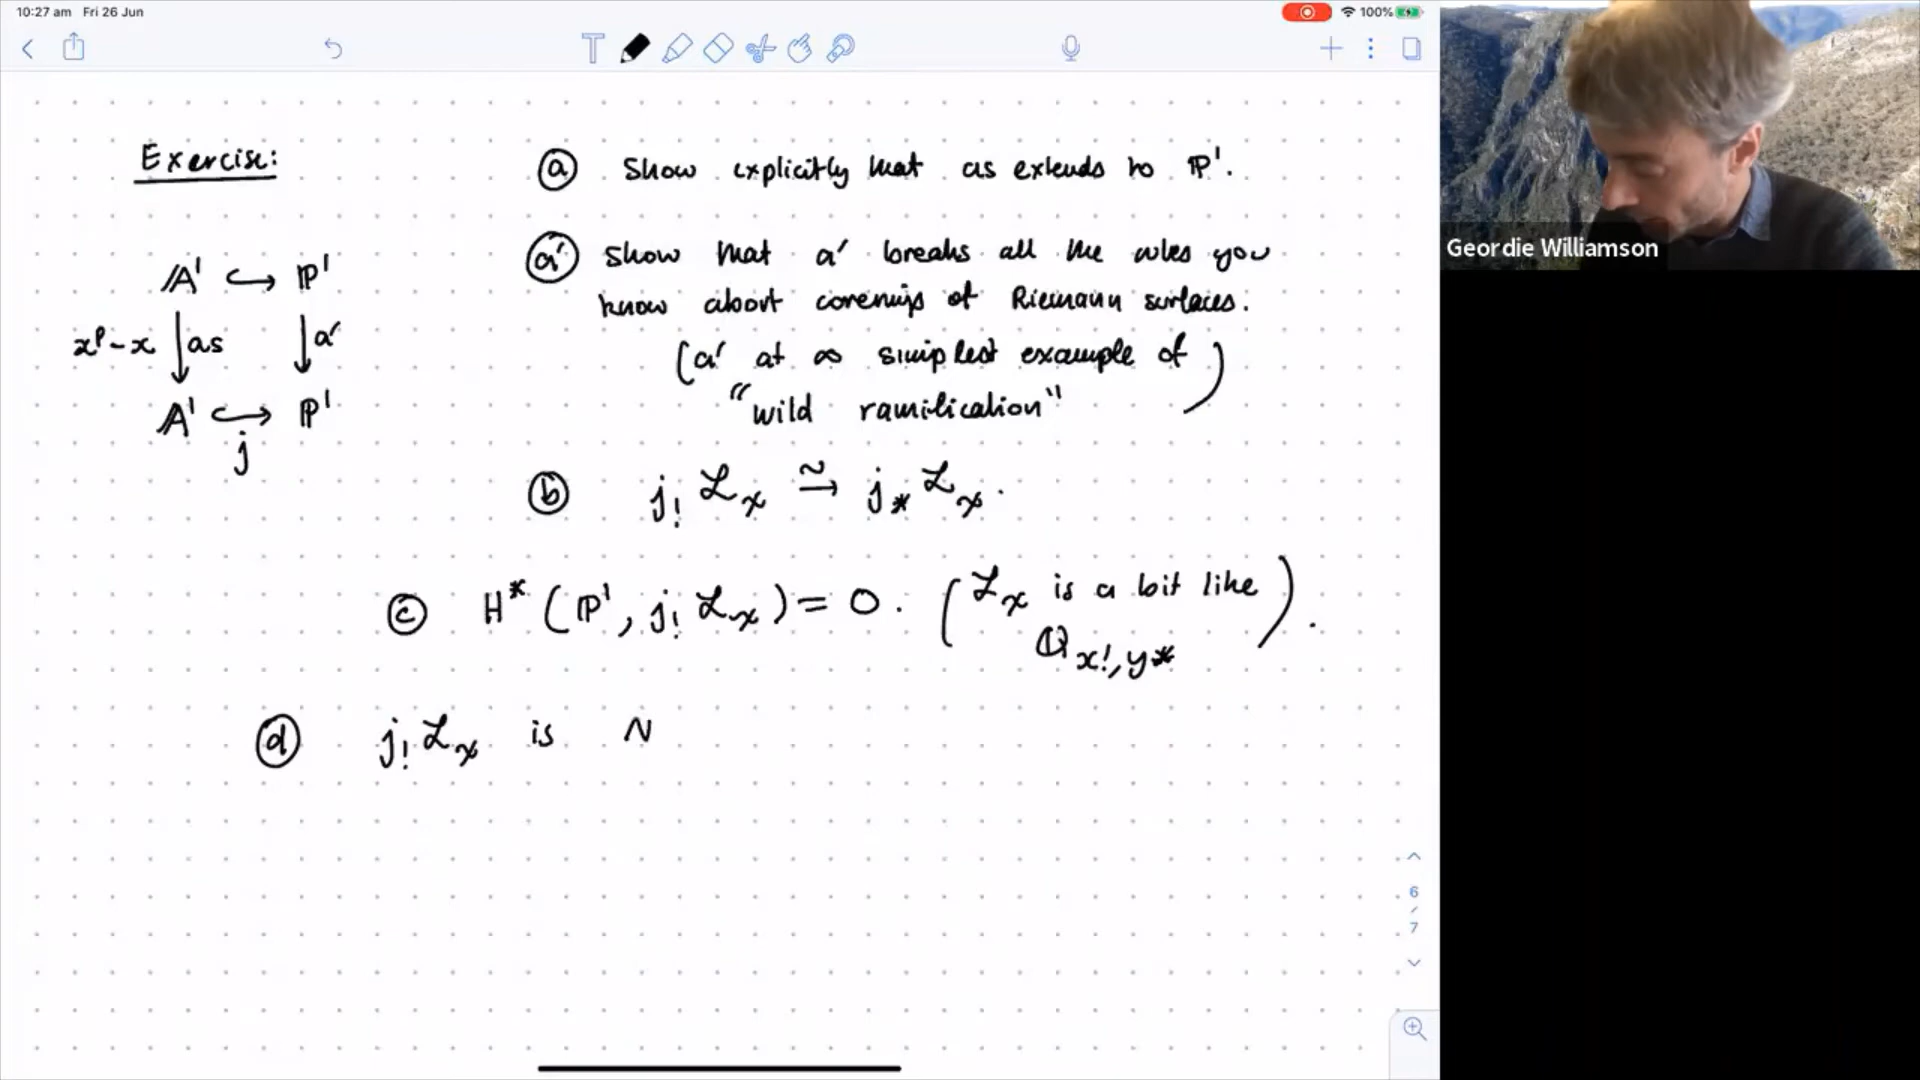 10:27 am Fri 26 Jun
100%
T
Exercise:
ⓐ Show explicitly that as extends to ℙ¹.
ⓐ′ Show that a′ breaks all the rules you
know about coverings of Riemann surfaces.
(a′ at ∞ simplest example of
"wild ramification")
𝔸¹ ↪ ℙ¹
xᵖ-x ↓as ↓a′
𝔸¹ ↪ ℙ¹
j
ⓑ j! ℒ_χ ⥲ j* ℒ_χ.
ⓒ H*(ℙ¹, j! ℒ_χ) = 0. (ℒ_χ is a bit like
ℚ_x!,y*).
ⓓ j! ℒ_χ is N
6
/
7
Geordie Williamson